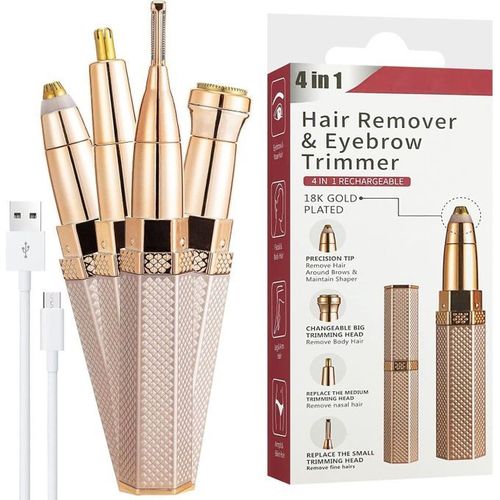 4 in 1
Hair Remover
& Eyebrow
Trimmer
4 IN 1 RECHARGEABLE
18K GOLD
PLATED
PRECISION TIP
Remove Hair
Around Brows &
Maintain Shaper
CHANGEABLE BIG
TRIMMING HEAD
Remove Body Hair
REPLACE THE MEDIUM
TRIMMING HEAD
Remove nasal hair
REPLACE THE SMALL
TRIMMING HEAD
Remove fine hairs